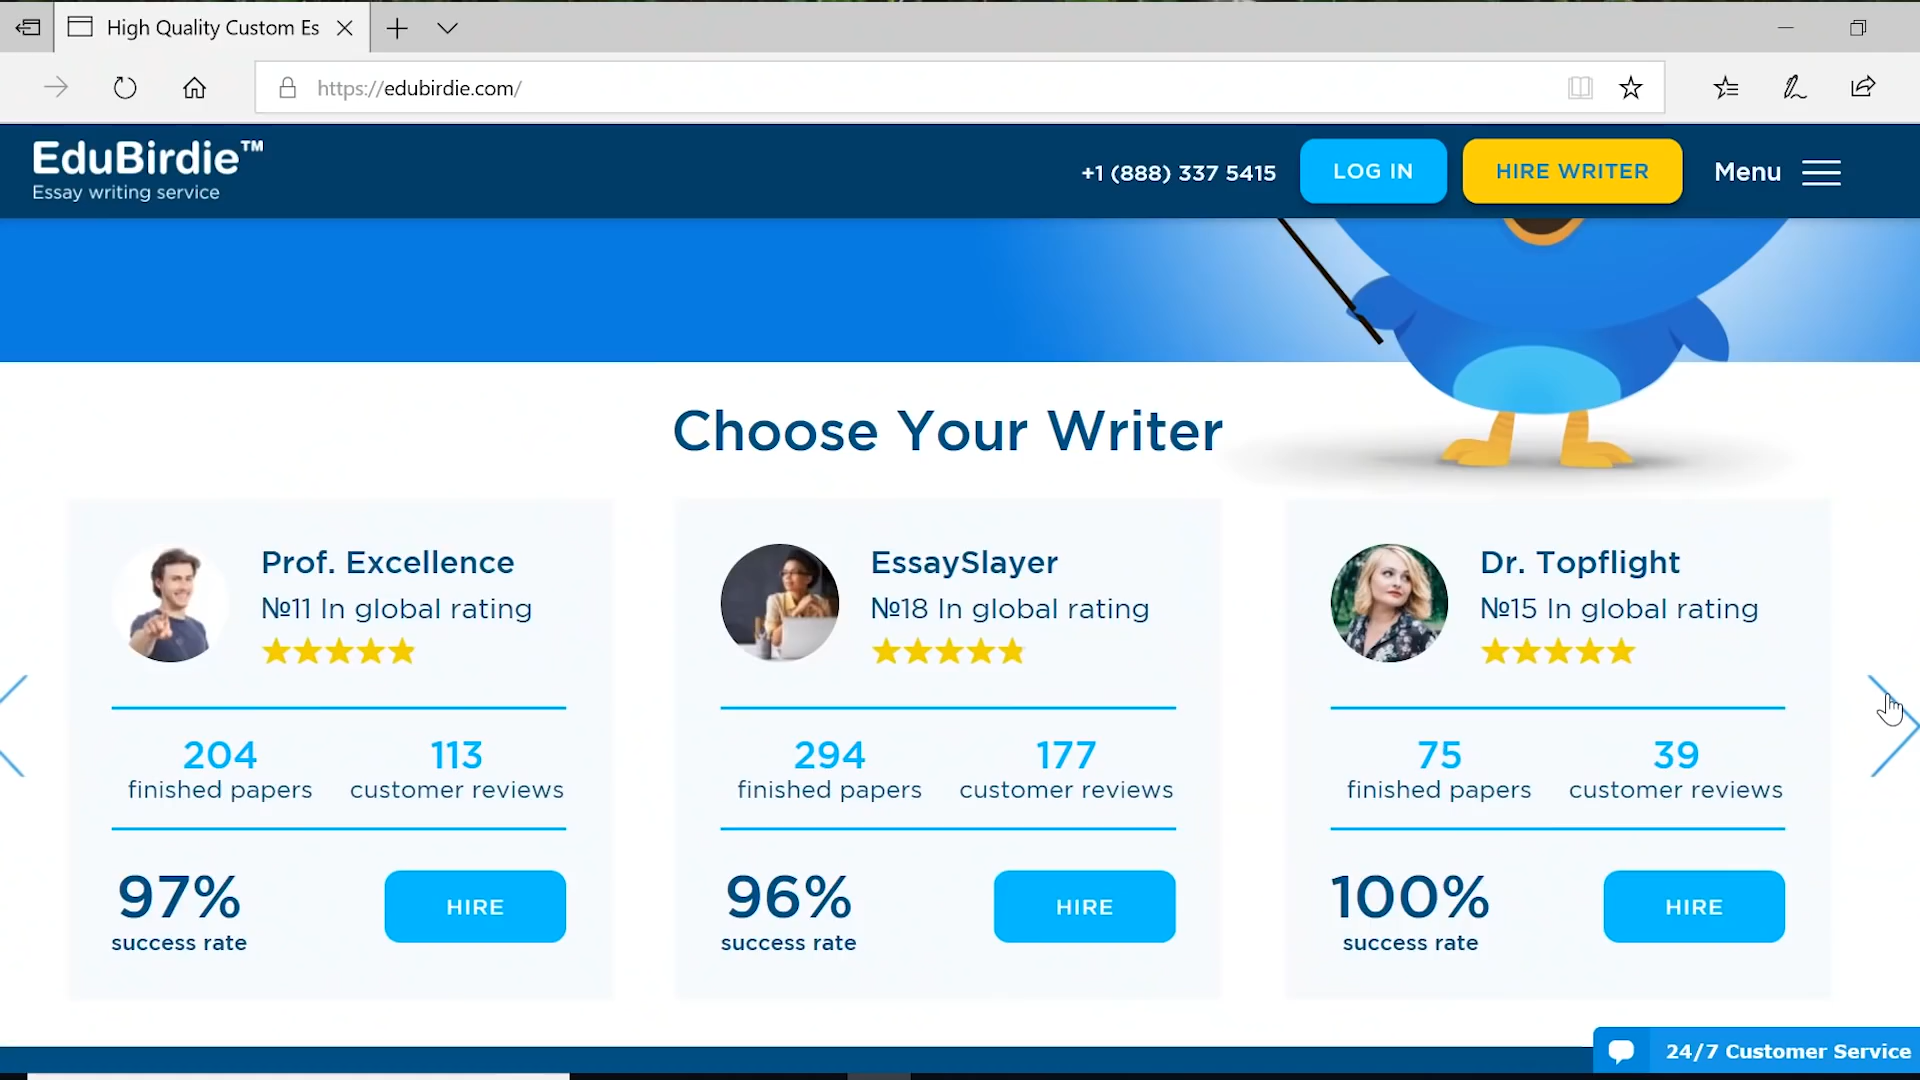 High Quality Custom Es
https://edubirdie.com/
EduBirdie™
Essay writing service
+1 (888) 337 5415
LOG IN
HIRE WRITER
Menu
Choose Your Writer
Prof. Excellence
№11 In global rating
204
finished papers
113
customer reviews
97%
success rate
HIRE
EssaySlayer
№18 In global rating
294
finished papers
177
customer reviews
96%
success rate
HIRE
Dr. Topflight
№15 In global rating
75
finished papers
39
customer reviews
100%
success rate
HIRE
24/7 Customer Service